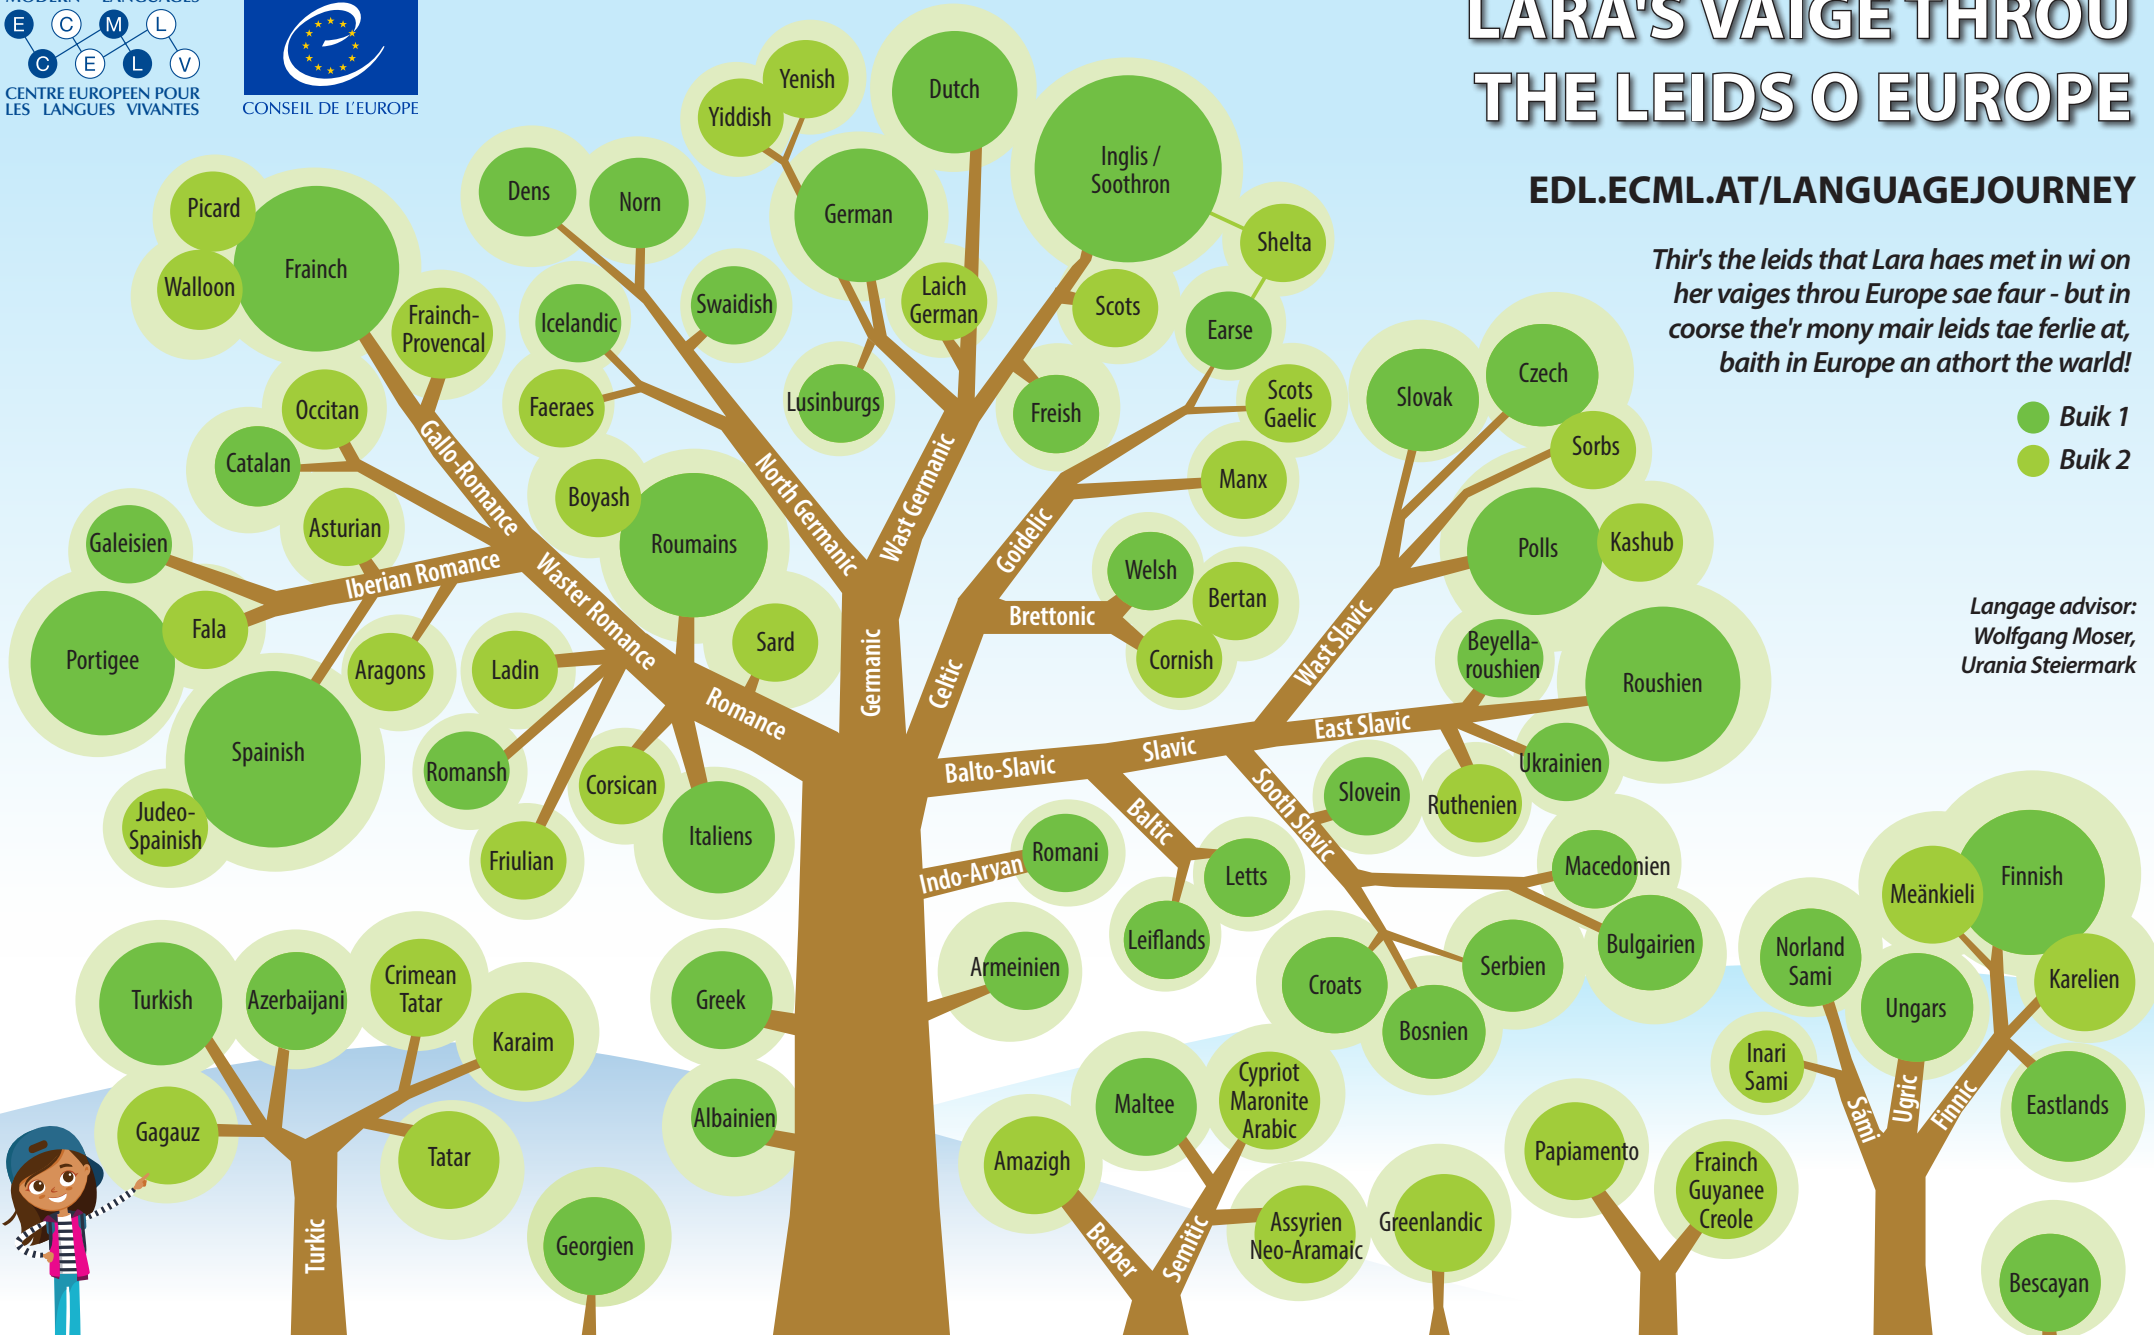 MODERN LANGUAGES
E C M L
C E L V
CENTRE EUROPEEN POUR
LES LANGUES VIVANTES
CONSEIL DE L'EUROPE
LARA'S VAIGE THROU
THE LEIDS O EUROPE
EDL.ECML.AT/LANGUAGEJOURNEY
Thir's the leids that Lara haes met in wi on
her vaiges throu Europe sae faur - but in
coorse the'r mony mair leids tae ferlie at,
baith in Europe an athort the warld!
Buik 1
Buik 2
Langage advisor:
Wolfgang Moser,
Urania Steiermark
Picard
Walloon
Frainch
Frainch-
Provencal
Occitan
Catalan
Gallo-Romance
Asturian
Galeisien
Iberian Romance
Fala
Portigee
Aragons
Spainish
Judeo-
Spainish
Waster Romance
Ladin
Romansh
Friulian
Corsican
Italiens
Boyash
Roumains
Sard
Romance
Dens
Norn
Swaidish
Icelandic
Faeraes
North Germanic
Yenish
Yiddish
German
Dutch
Inglis /
Soothron
Laich
German
Lusinburgs
Scots
Freish
Wast Germanic
Germanic
Shelta
Earse
Scots
Gaelic
Manx
Goidelic
Welsh
Bertan
Brettonic
Cornish
Celtic
Slovak
Czech
Sorbs
Polls
Kashub
Wast Slavic
Beyella-
roushien
Roushien
East Slavic
Ukrainien
Ruthenien
Balto-Slavic
Slavic
Sooth Slavic
Slovein
Macedonien
Bulgairien
Serbien
Croats
Bosnien
Baltic
Letts
Leiflands
Indo-Aryan
Romani
Armeinien
Greek
Albainien
Turkish
Azerbaijani
Crimean
Tatar
Karaim
Gagauz
Tatar
Turkic
Georgien
Amazigh
Maltee
Cypriot
Maronite
Arabic
Assyrien
Neo-Aramaic
Berber
Semitic
Greenlandic
Papiamento
Frainch
Guyanee
Creole
Norland
Sami
Inari
Sami
Ungars
Meänkieli
Finnish
Karelien
Eastlands
Sámi
Ugric
Finnic
Bescayan